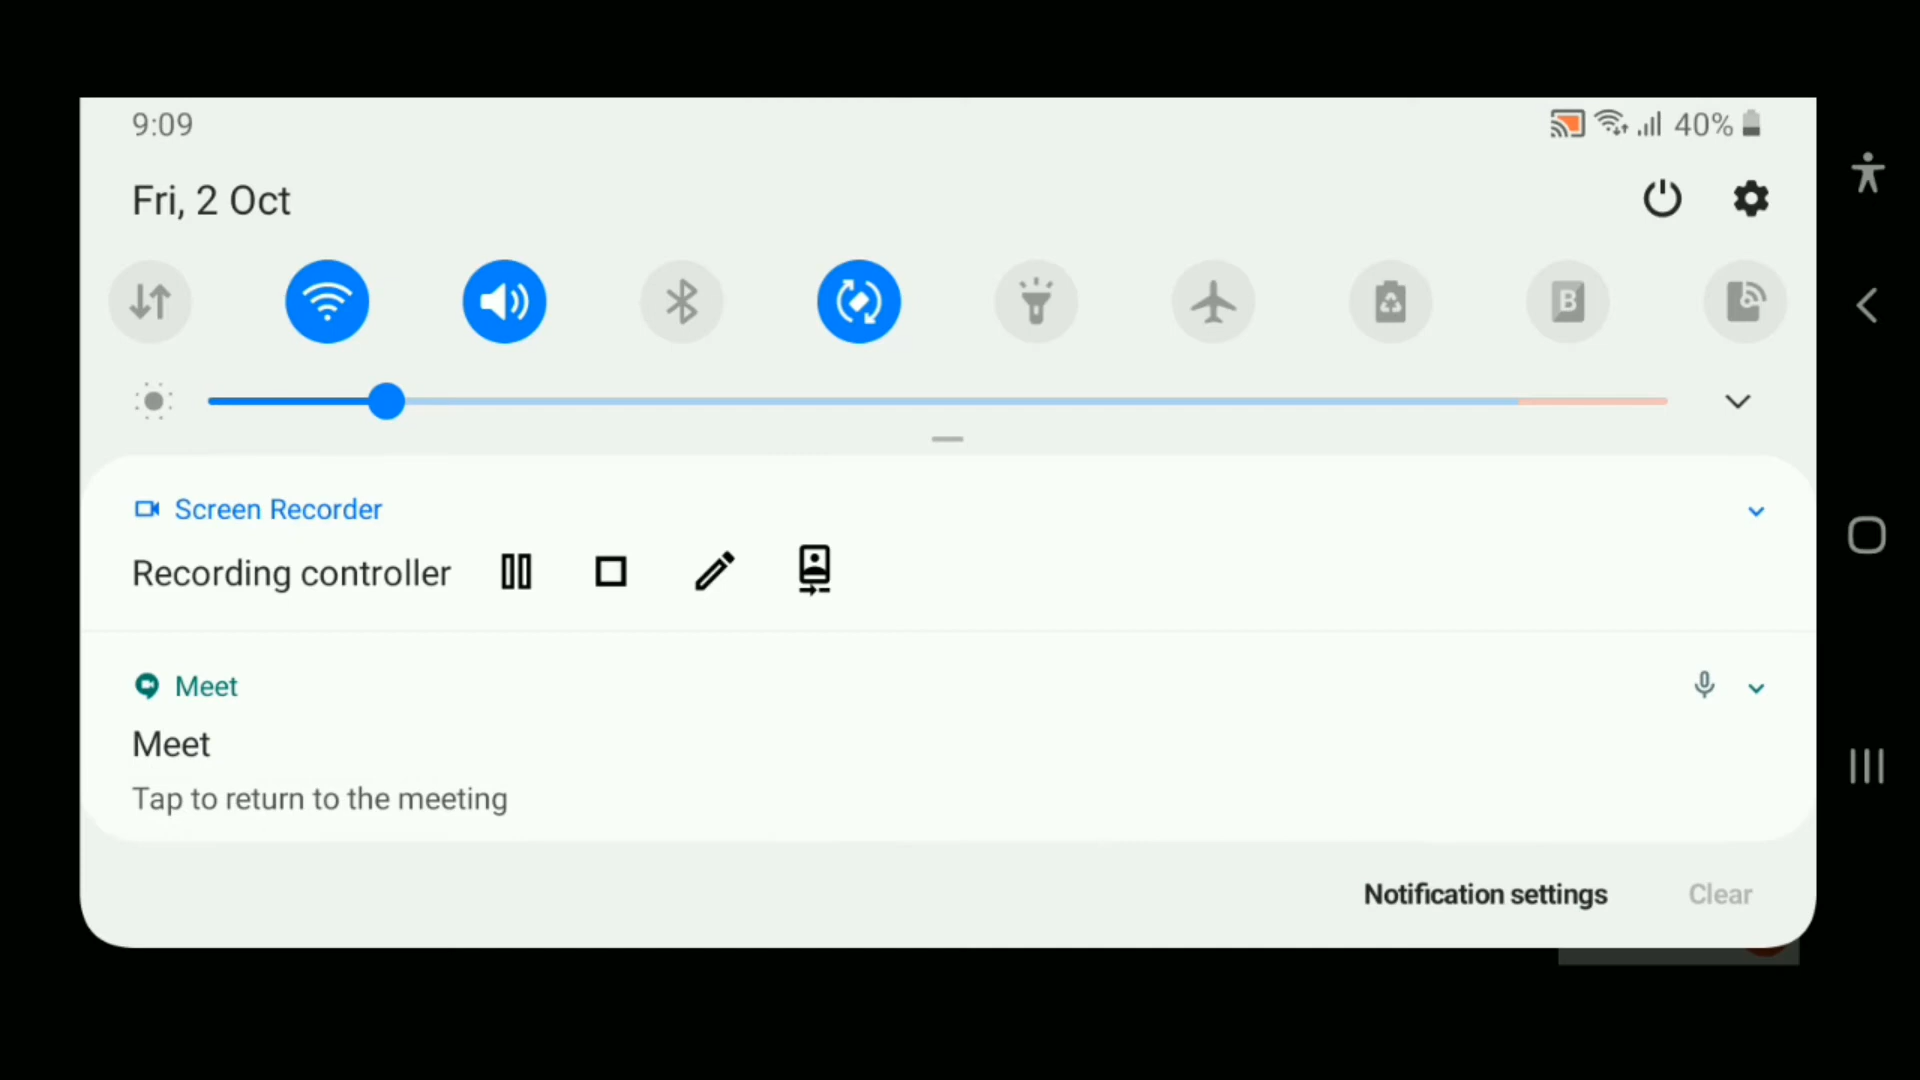 9:09
40%
Fri, 2 Oct
B
Screen Recorder
Recording controller
Meet
Meet
Tap to return to the meeting
Notification settings
Clear